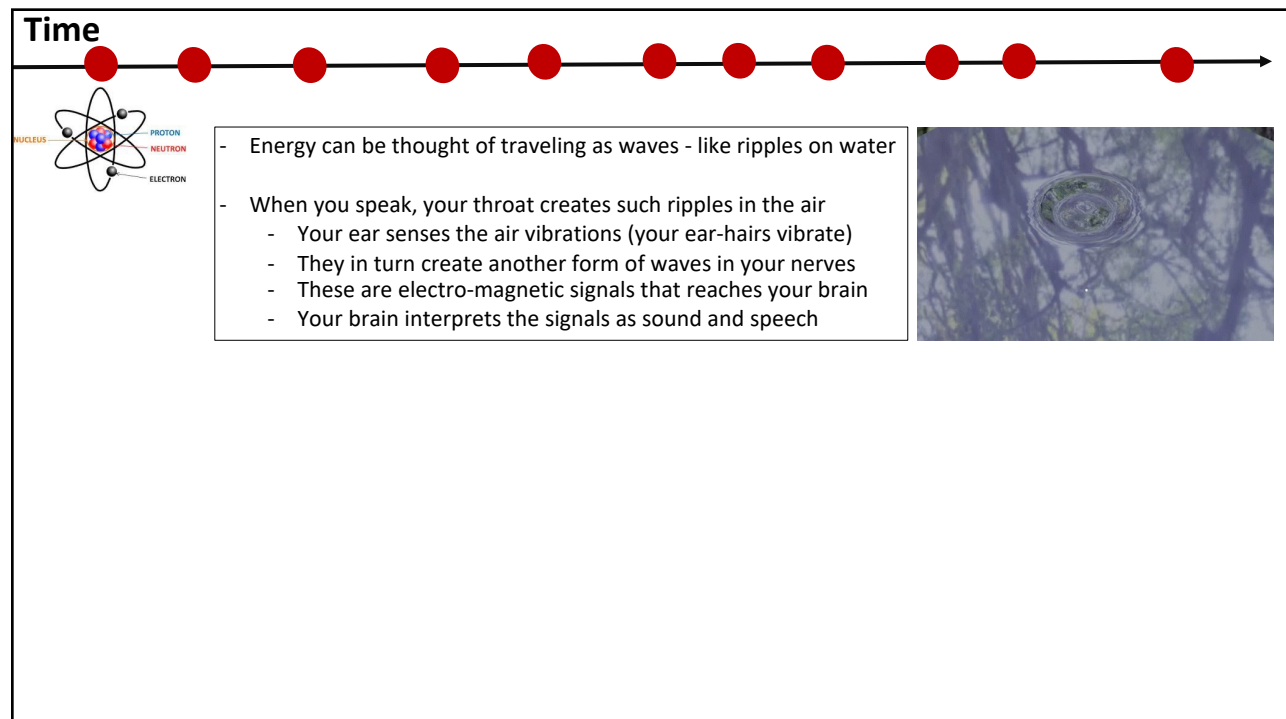 Time
NUCLEUS
PROTON
NEUTRON
ELECTRON
- Energy can be thought of traveling as waves - like ripples on water
- When you speak, your throat creates such ripples in the air
- Your ear senses the air vibrations (your ear-hairs vibrate)
- They in turn create another form of waves in your nerves
- These are electro-magnetic signals that reaches your brain
- Your brain interprets the signals as sound and speech